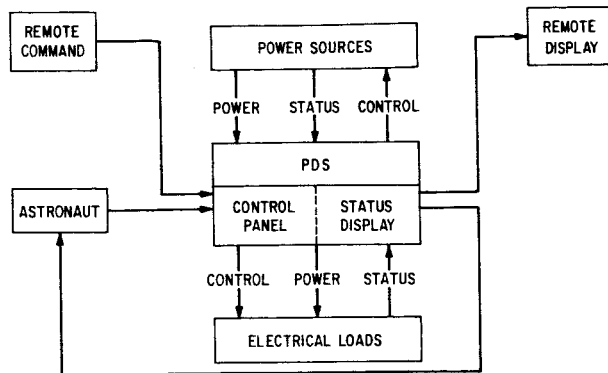 REMOTE
COMMAND
POWER SOURCES
REMOTE
DISPLAY
POWER
STATUS
CONTROL
PDS
ASTRONAUT
CONTROL
PANEL
STATUS
DISPLAY
CONTROL
POWER
STATUS
ELECTRICAL LOADS